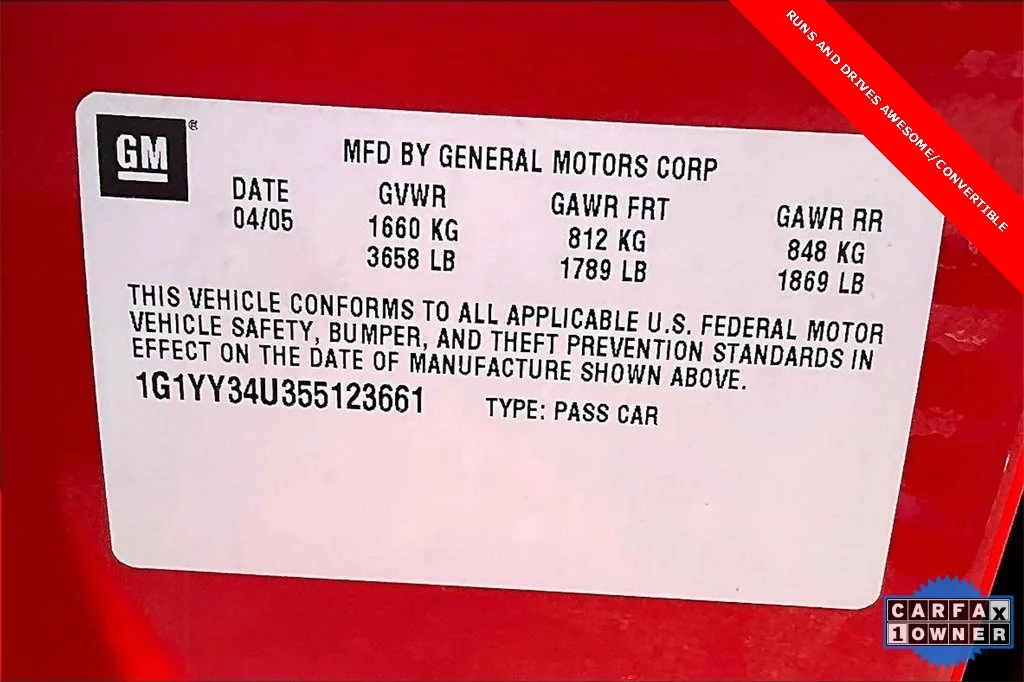 RUNS AND DRIVES AWESOME/CONVERTIBLE
GM®
MFD BY GENERAL MOTORS CORP
DATE GVWR GAWR FRT GAWR RR
04/05 1660 KG 812 KG 848 KG
3658 LB 1789 LB 1869 LB
THIS VEHICLE CONFORMS TO ALL APPLICABLE U.S. FEDERAL MOTOR
VEHICLE SAFETY, BUMPER, AND THEFT PREVENTION STANDARDS IN
EFFECT ON THE DATE OF MANUFACTURE SHOWN ABOVE.
1G1YY34U355123661 TYPE: PASS CAR
CARFAX
1 OWNER